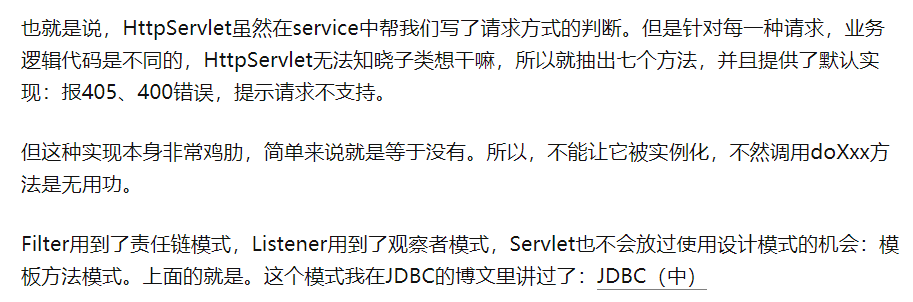 也就是说，HttpServlet虽然在service中帮我们写了请求方式的判断。但是针对每一种请求，业务
逻辑代码是不同的，HttpServlet无法知晓子类想干嘛，所以就抽出七个方法，并且提供了默认实
现：报405、400错误，提示请求不支持。
但这种实现本身非常鸡肋，简单来说就是等于没有。所以，不能让它被实例化，不然调用doXxx方
法是无用功。
Filter用到了责任链模式，Listener用到了观察者模式，Servlet也不会放过使用设计模式的机会：模
板方法模式。上面的就是。这个模式我在JDBC的博文里讲过了：JDBC（中）